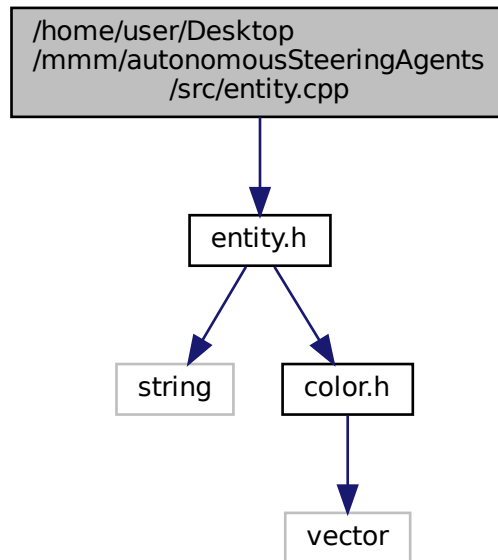 /home/user/Desktop
/mmm/autonomousSteeringAgents
/src/entity.cpp
entity.h
string
color.h
vector